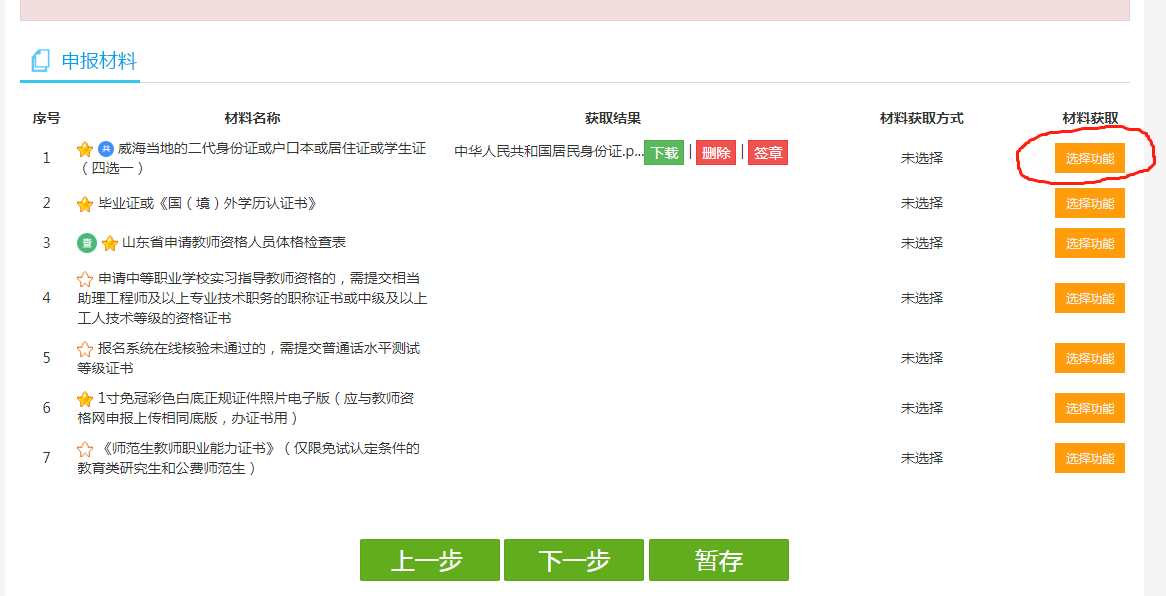 申报材料
序号 材料名称 获取结果 材料获取方式 材料获取
1 共 威海当地的二代身份证或户口本或居住证或学生证 中华人民共和国居民身份证.p... 下载 | 删除 | 签章 未选择 选择功能
（四选一）
2 毕业证或《国（境）外学历认证书》 未选择 选择功能
3 查 山东省申请教师资格人员体格检查表 未选择 选择功能
申请中等职业学校实习指导教师资格的，需提交相当
4 助理工程师及以上专业技术职务的职称证书或中级及以上 未选择 选择功能
工人技术等级的资格证书
5 报名系统在线核验未通过的，需提交普通话水平测试 未选择 选择功能
等级证书
6 1寸免冠彩色白底正规证件照片电子版（应与教师资 未选择 选择功能
格网申报上传相同底版，办证书用）
7 《师范生教师职业能力证书》（仅限免试认定条件的 未选择 选择功能
教育类研究生和公费师范生）
上一步 下一步 暂存